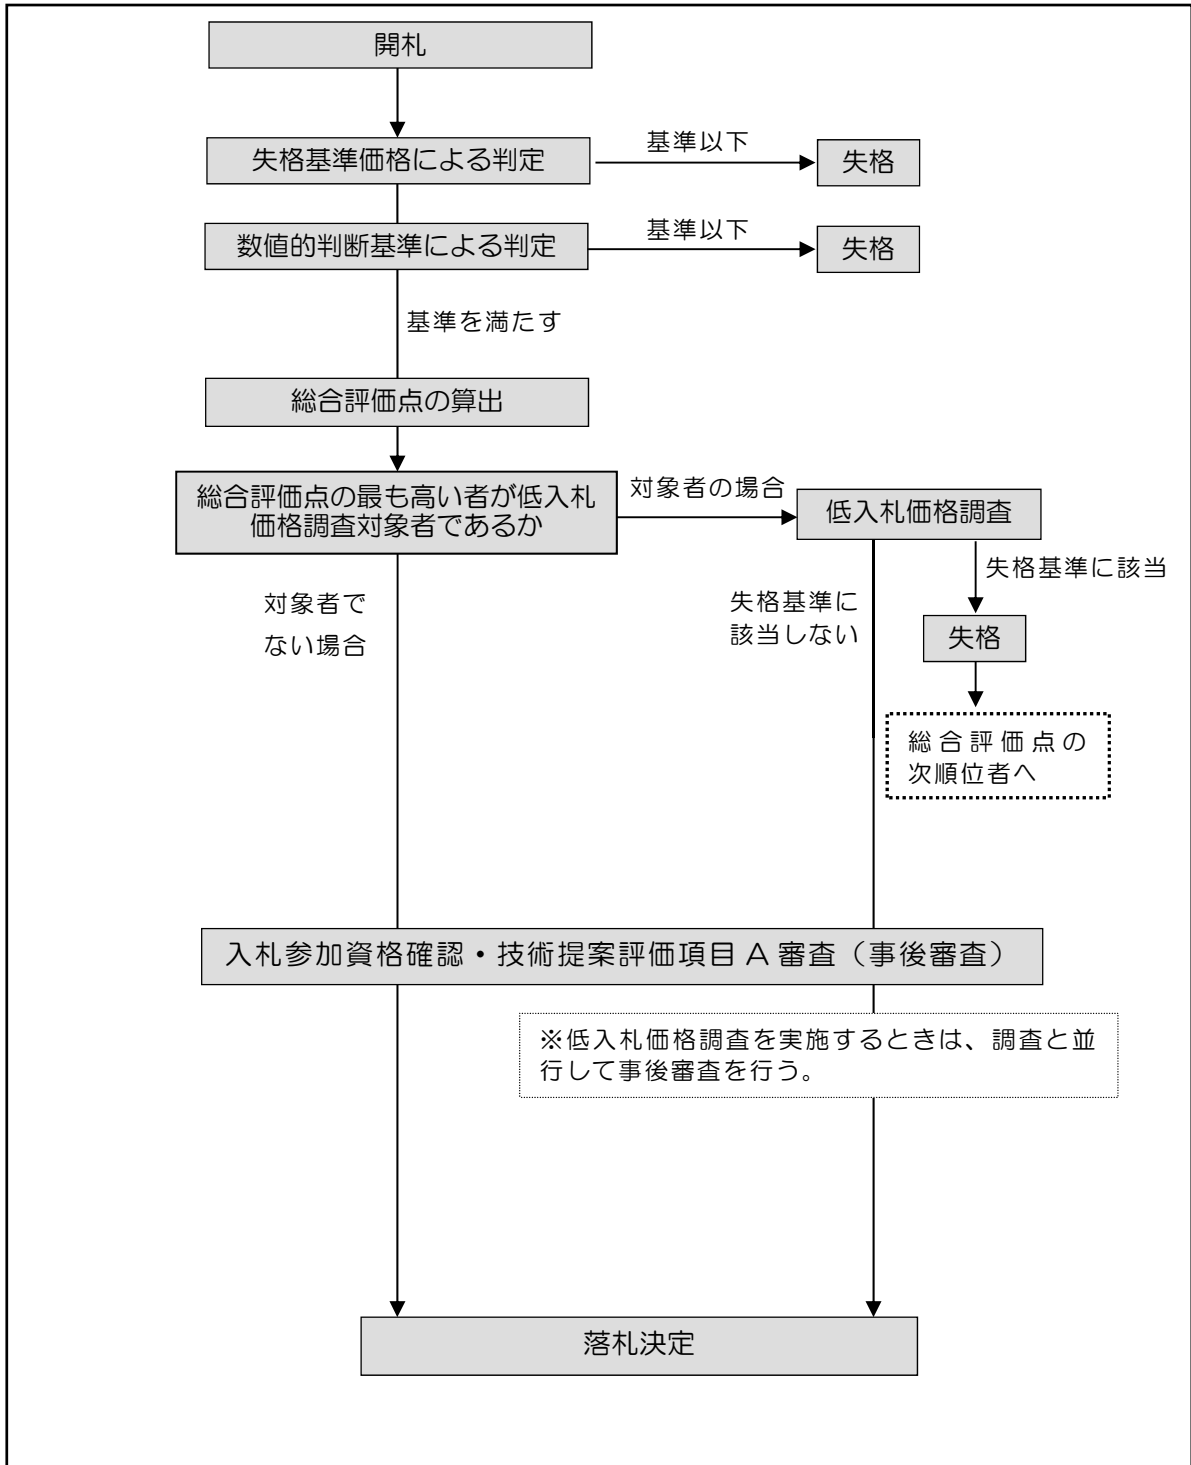 開札
失格基準価格による判定
基準以下
失格
数値的判断基準による判定
基準以下
失格
基準を満たす
総合評価点の算出
総合評価点の最も高い者が低入札
価格調査対象者であるか
対象者の場合
低入札価格調査
失格基準に該当
対象者で
ない場合
失格基準に
該当しない
失格
総合評価点の
次順位者へ
入札参加資格確認・技術提案評価項目A審査（事後審査）
※低入札価格調査を実施するときは、調査と並
行して事後審査を行う。
落札決定